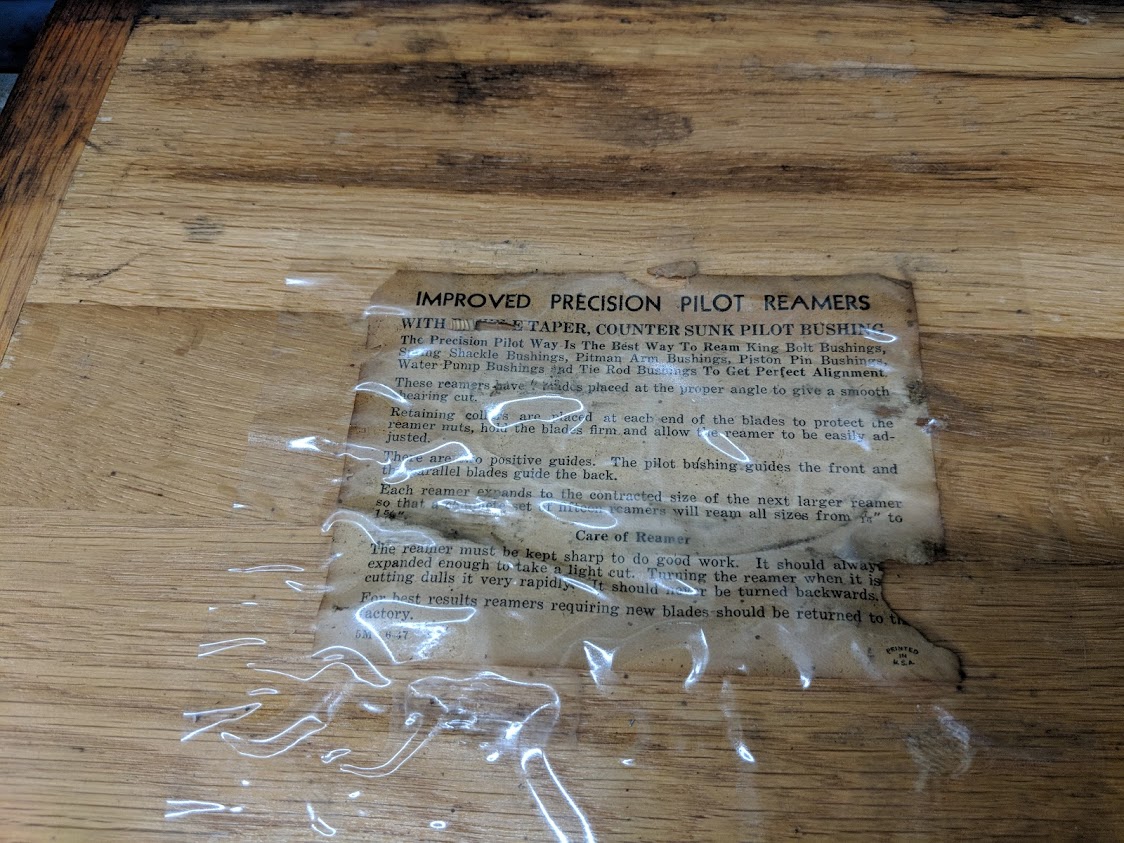 IMPROVED PRECISION PILOT REAMERS
WITH TAPER, COUNTER SUNK PILOT BUSHING
The Precision Pilot Way Is The Best Way To Ream King Bolt Bushings,
Shackle Bushings, Pitman Arm Bushings, Piston Pin Bushings,
Water Pump Bushings and Tie Rod Bushings To Get Perfect Alignment.
These reamers have blades placed at the proper angle to give a smooth
shearing cut.
Retaining collars are placed at each end of the blades to protect the
reamer nuts, hold the blades firm and allow the reamer to be easily ad-
justed.
There are two positive guides. The pilot bushing guides the front and
the parallel blades guide the back.
Each reamer expands to the contracted size of the next larger reamer
so that a complete set of fifteen reamers will ream all sizes from to
Care of Reamer
The reamer must be kept sharp to do good work. It should always
expanded enough to take a light cut. Turning the reamer when it is
cutting dulls it very rapidly. It should never be turned backwards.
For best results reamers requiring new blades should be returned to
factory.
5M
PRINTED
IN
U.S.A.